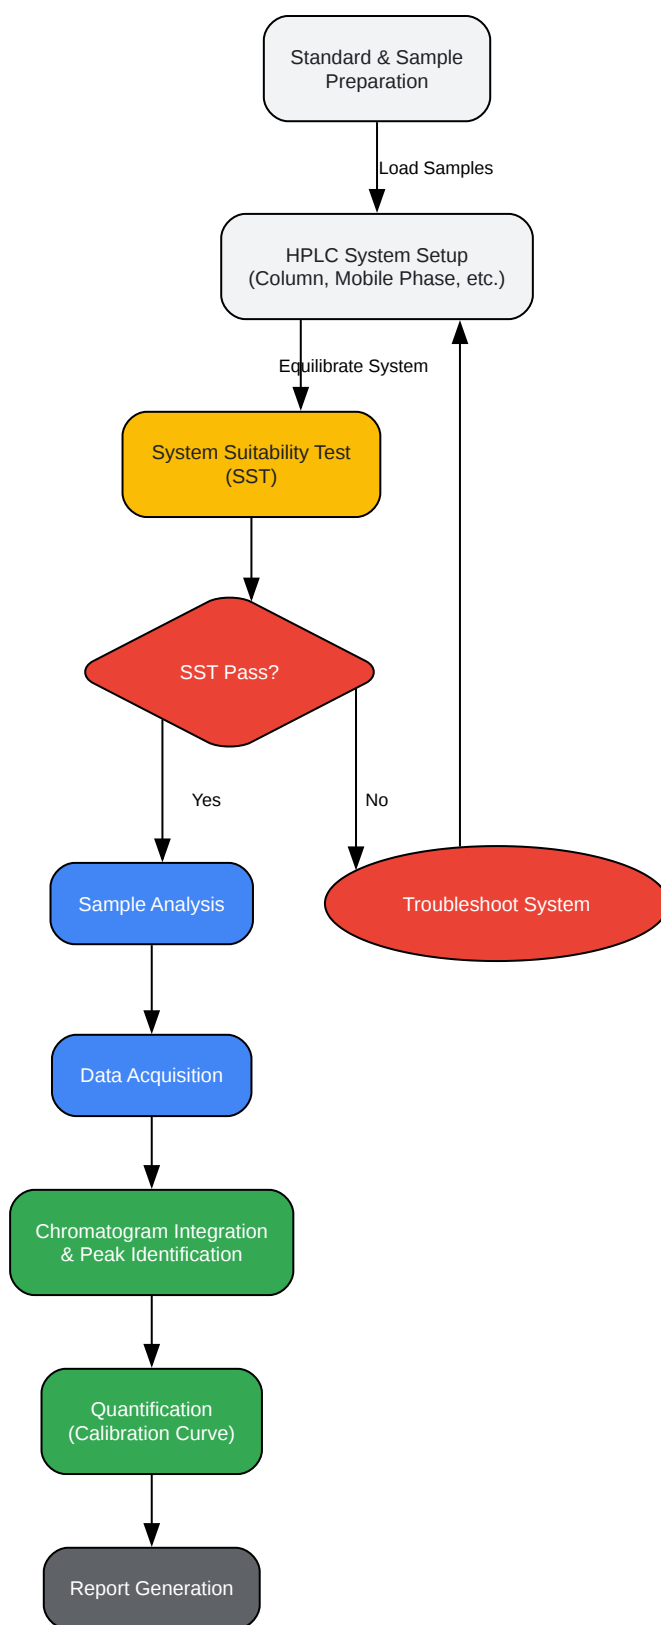 Standard & Sample
Preparation
Load Samples
HPLC System Setup
(Column, Mobile Phase, etc.)
Equilibrate System
System Suitability Test
(SST)
SST Pass?
Yes
No
Sample Analysis
Troubleshoot System
Data Acquisition
Chromatogram Integration
& Peak Identification
Quantification
(Calibration Curve)
Report Generation